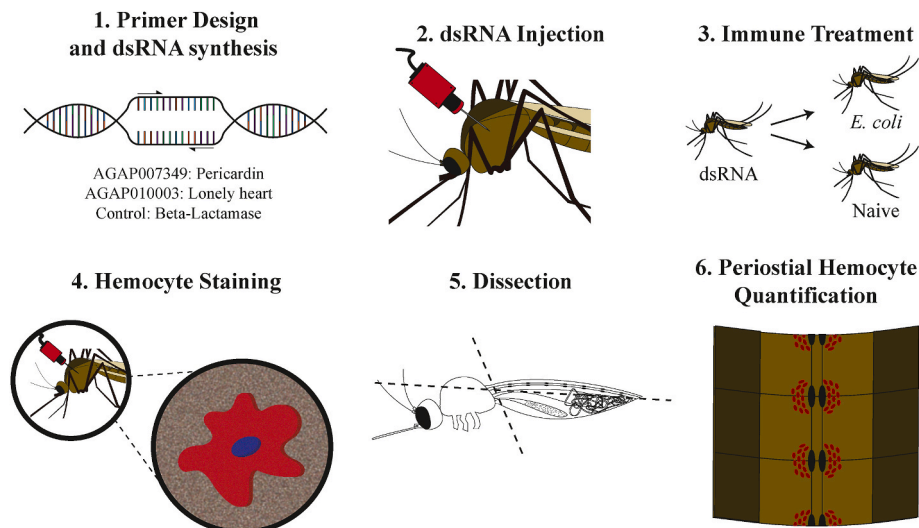 1. Primer Design
and dsRNA synthesis
AGAP007349: Pericardin
AGAP010003: Lonely heart
Control: Beta-Lactamase
2. dsRNA Injection
3. Immune Treatment
dsRNA
E. coli
Naive
4. Hemocyte Staining
5. Dissection
6. Periostial Hemocyte
Quantification